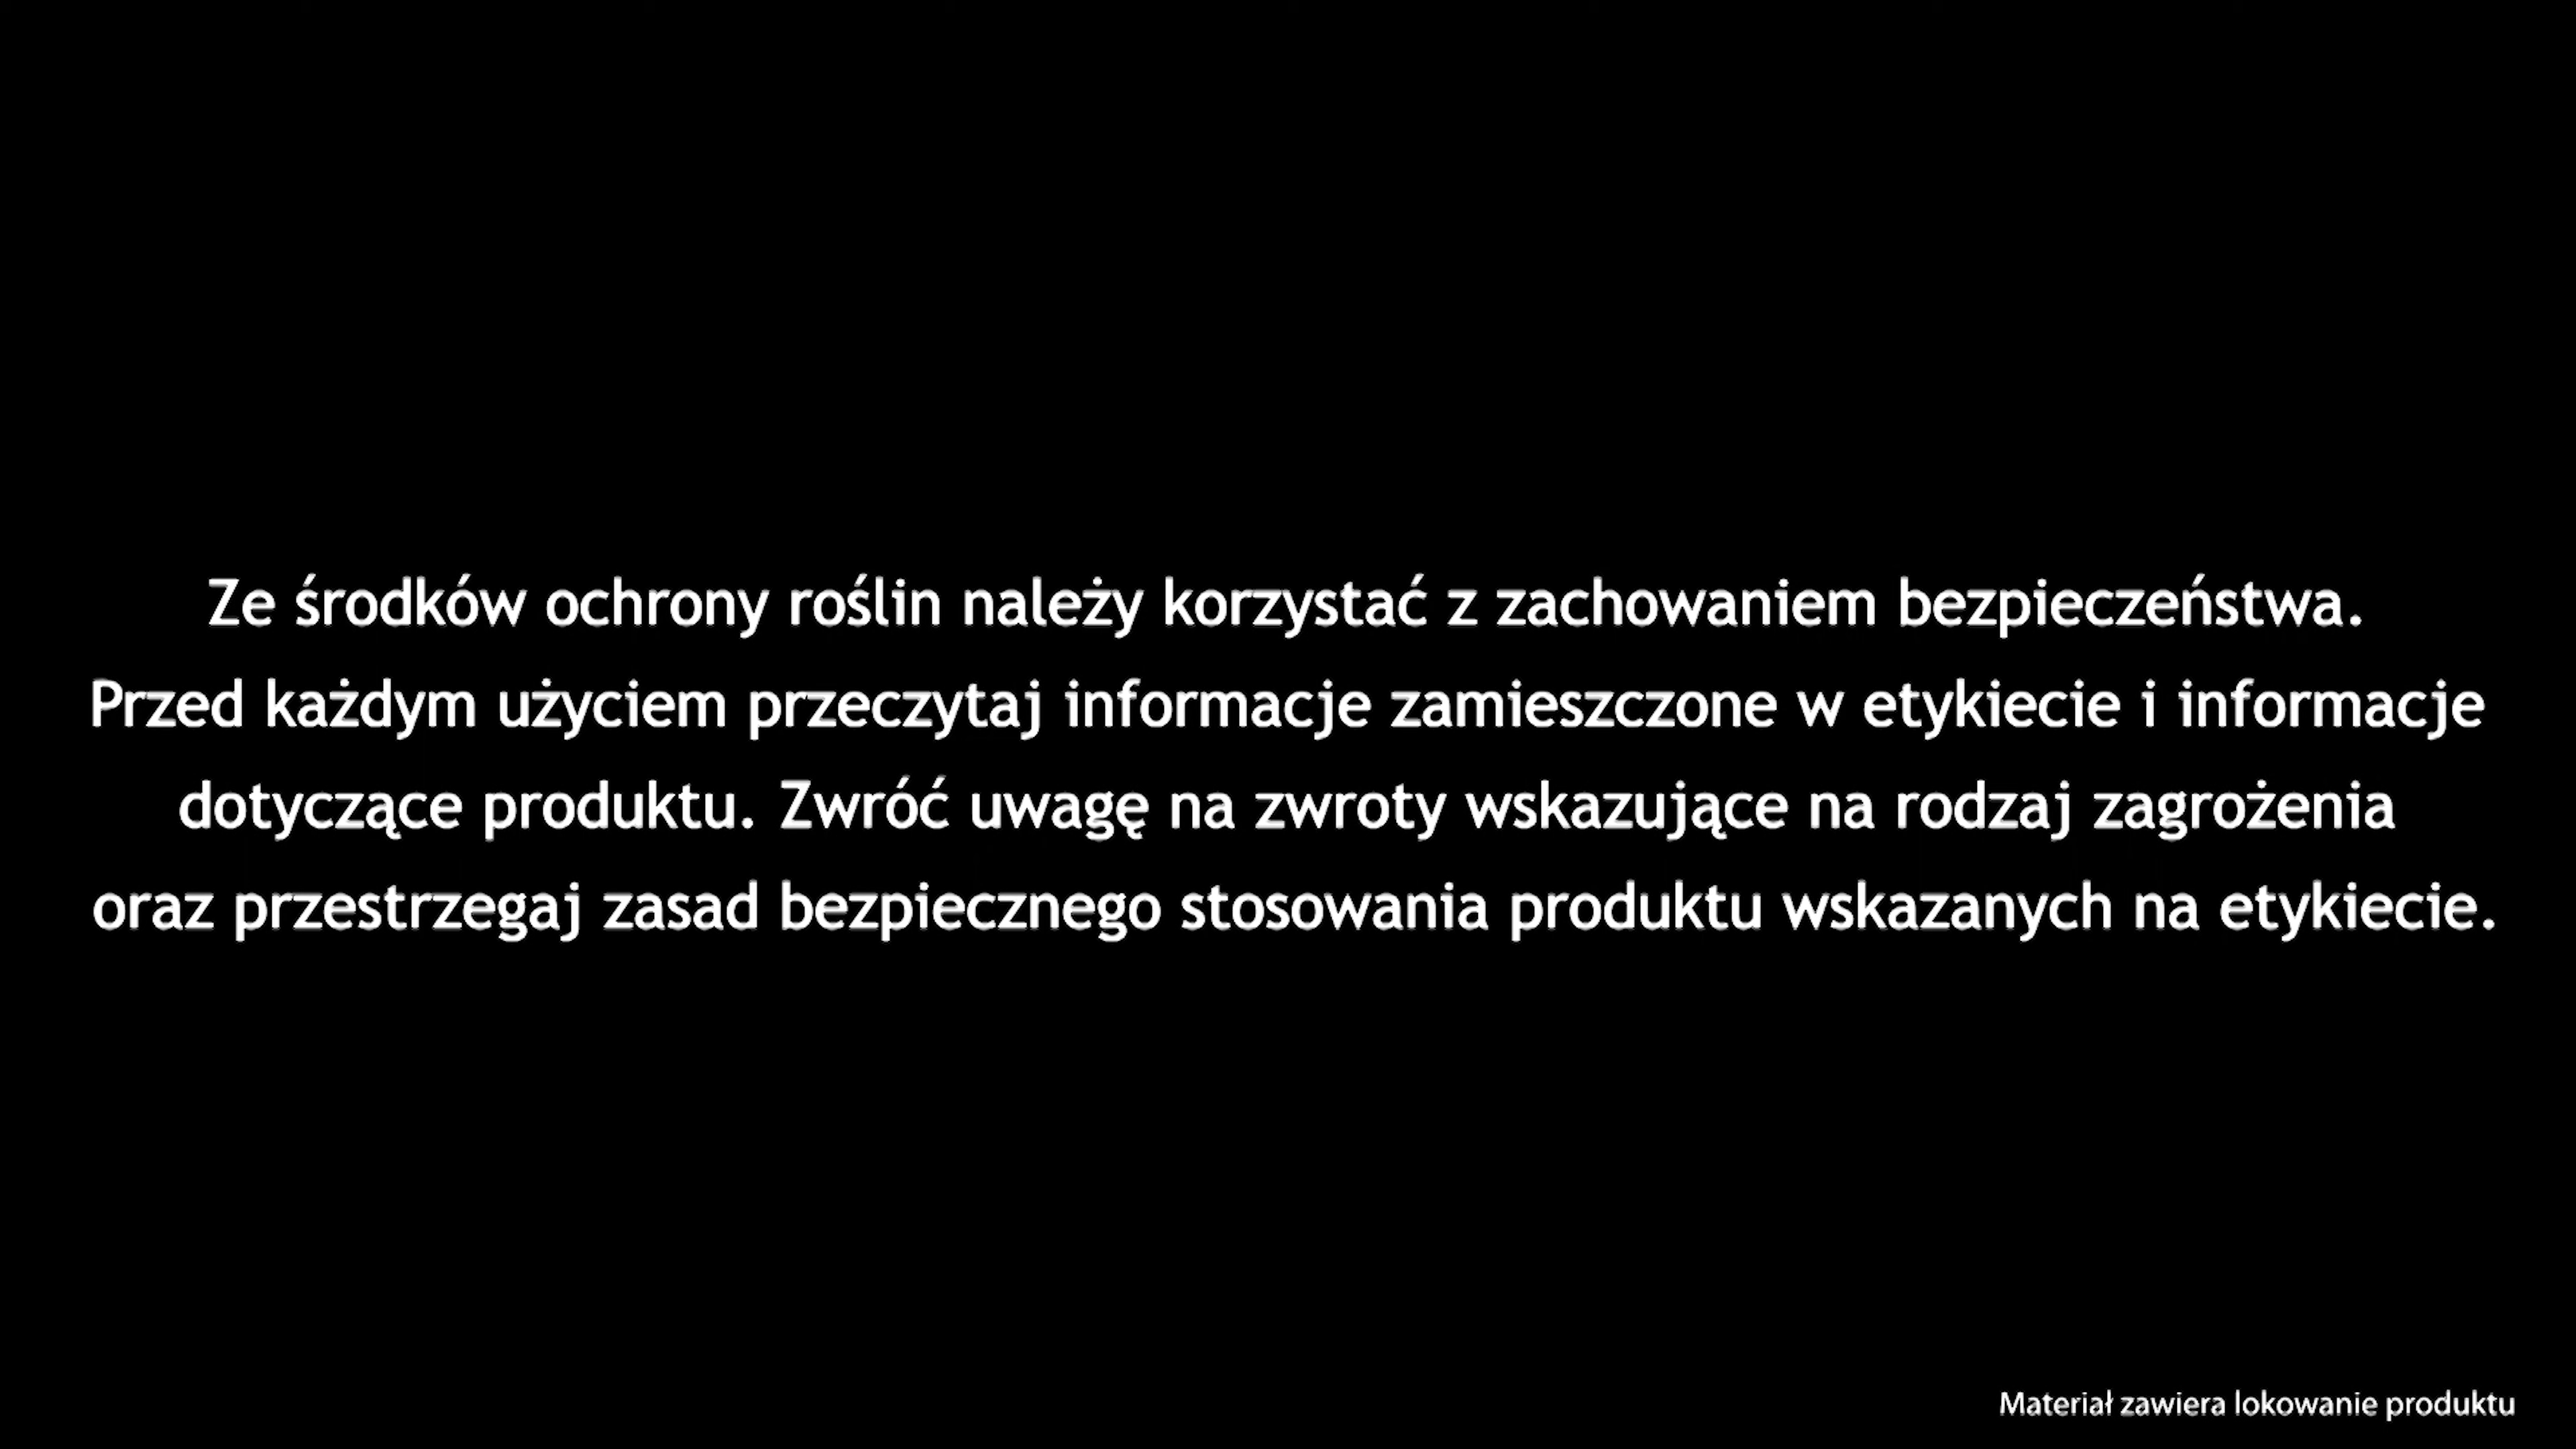 Ze środków ochrony roślin należy korzystać z zachowaniem bezpieczeństwa.
Przed każdym użyciem przeczytaj informacje zamieszczone w etykiecie i informacje
dotyczące produktu. Zwróć uwagę na zwroty wskazujące na rodzaj zagrożenia
oraz przestrzegaj zasad bezpiecznego stosowania produktu wskazanych na etykiecie.
Materiał zawiera lokowanie produktu